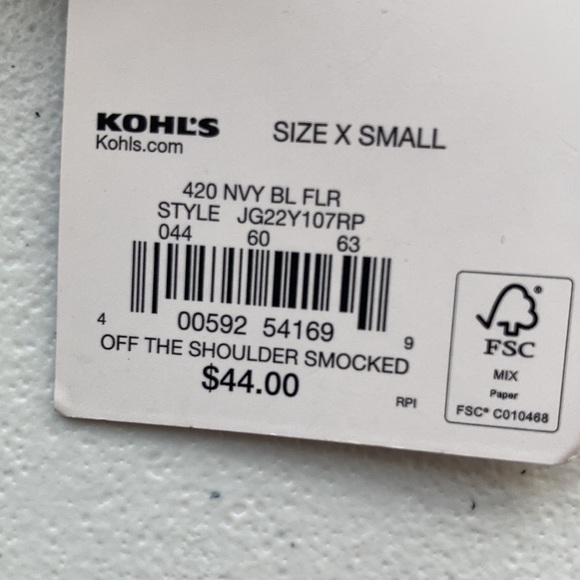 KOHL'S
Kohls.com
SIZE X SMALL
420 NVY BL FLR
STYLE JG22Y107RP
044 60 63
4 00592 54169 9
OFF THE SHOULDER SMOCKED
$44.00
RPI
®
FSC
MIX
Paper
FSC® C010468